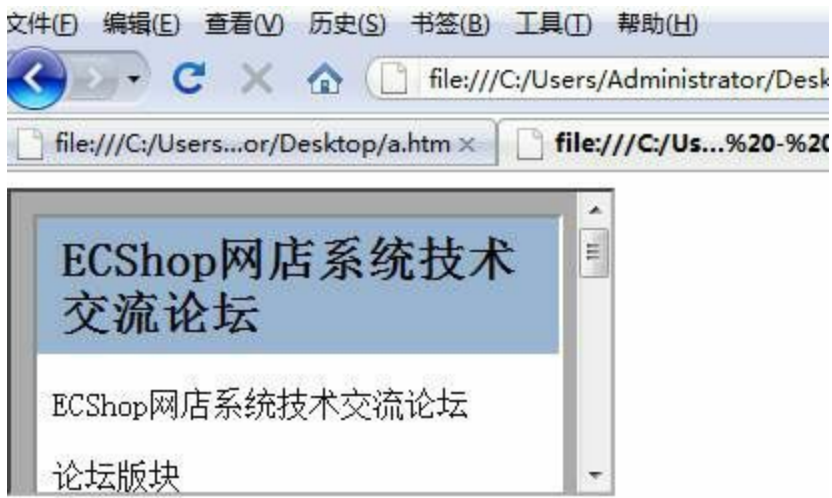 文件(F) 编辑(E) 查看(V) 历史(S) 书签(B) 工具(T) 帮助(H)
file:///C:/Users/Administrator/Desk
file:///C:/Users...or/Desktop/a.htm × file:///C:/Us...%20-%20
ECShop网店系统技术
交流论坛
ECShop网店系统技术交流论坛
论坛版块